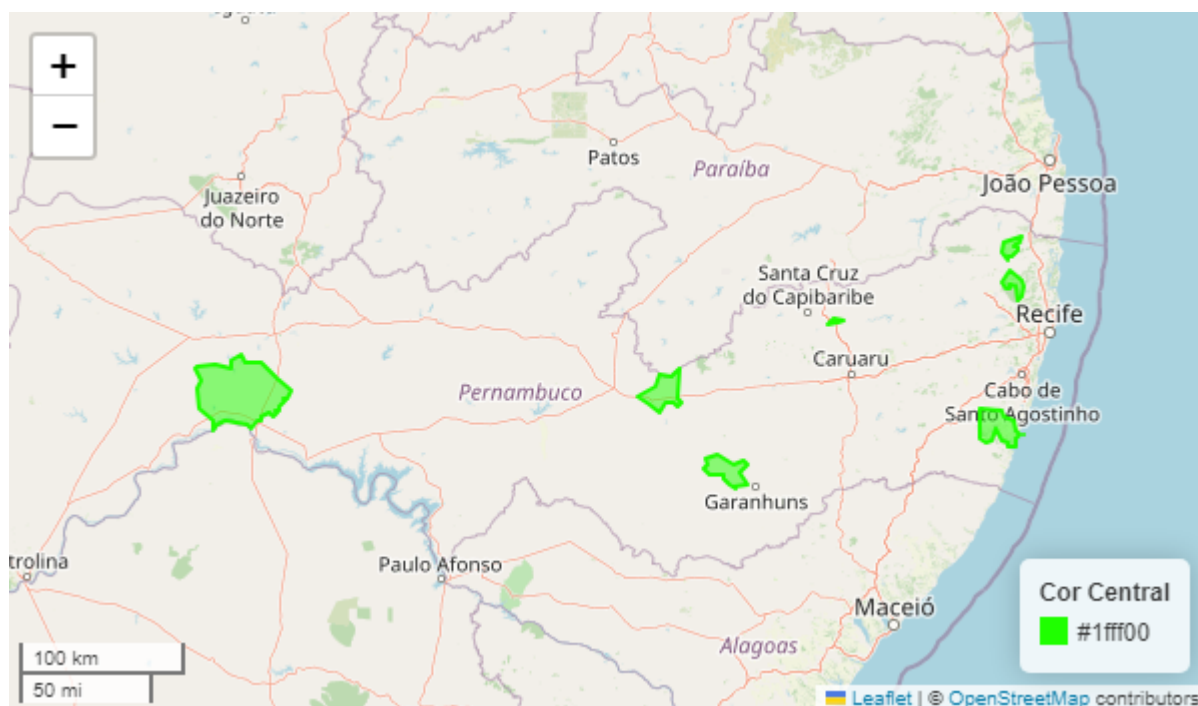 +
−
Patos
Paraíba
João Pessoa
Juazeiro
do Norte
Santa Cruz
do Capibaribe
Recife
Caruaru
Pernambuco
Cabo de
Santo Agostinho
Garanhuns
trolina
Paulo Afonso
Maceió
Alagoas
Cor Central
#1fff00
100 km
50 mi
Leaflet | © OpenStreetMap contributors